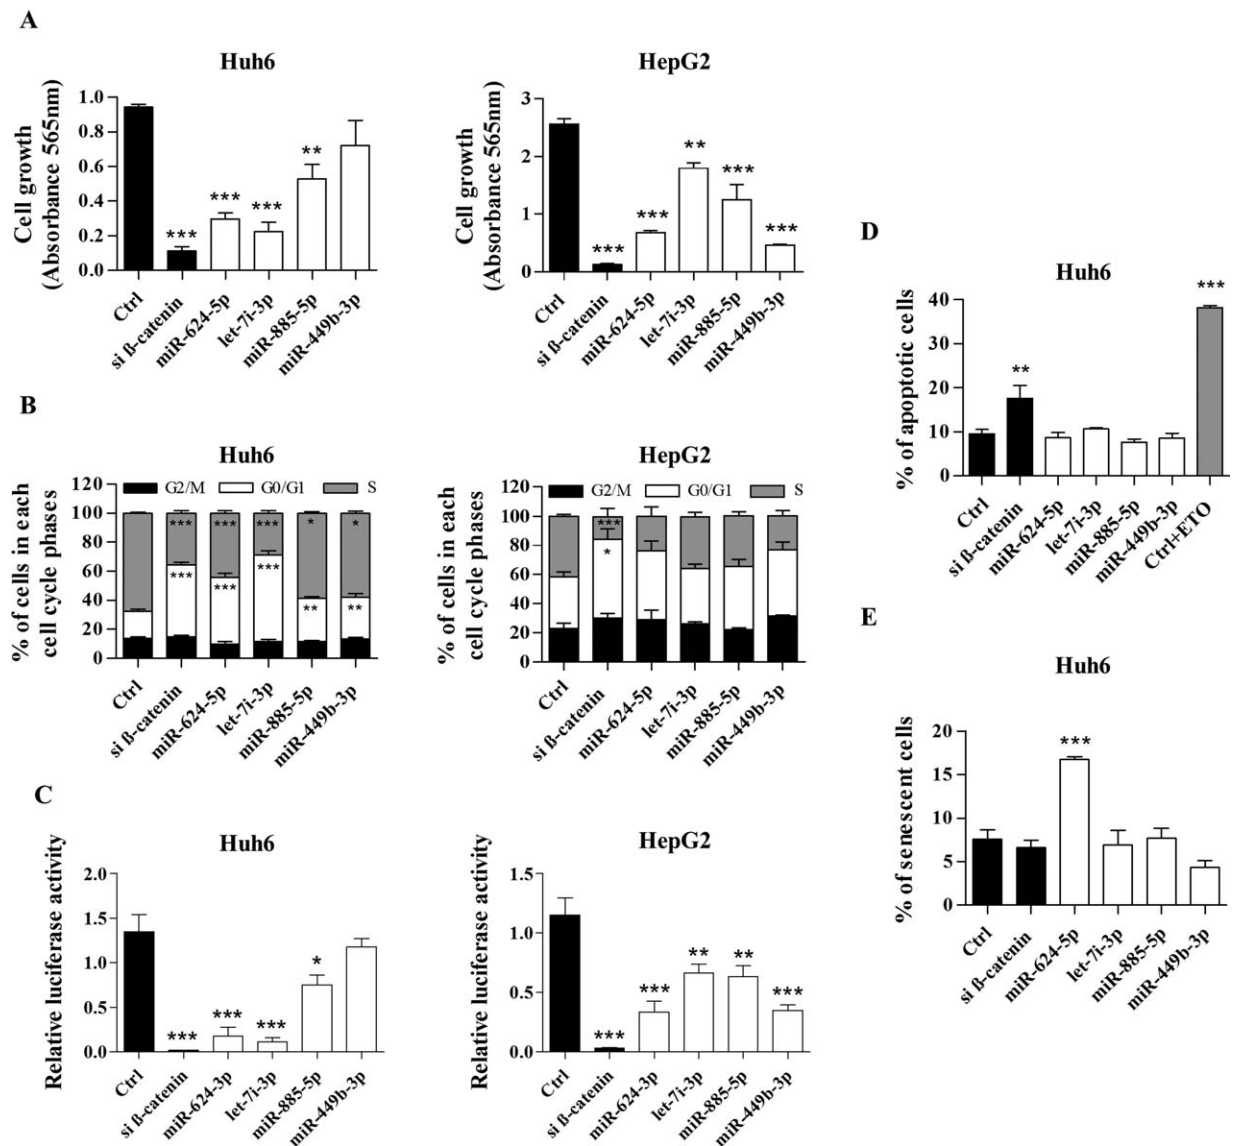 A
Huh6
Cell growth
(Absorbance 565nm)
1.0
0.8
0.6
0.4
0.2
0.0
***
***
***
**
Ctrl
si ß-catenin
miR-624-5p
let-7i-3p
miR-885-5p
miR-449b-3p
HepG2
Cell growth
(Absorbance 565nm)
3
2
1
0
***
***
**
***
***
Ctrl
si ß-catenin
miR-624-5p
let-7i-3p
miR-885-5p
miR-449b-3p
B
Huh6
% of cells in each
cell cycle phases
120
100
80
60
40
20
0
G2/M G0/G1 S
*** *** *** * *
*** *** *** ** **
Ctrl
si ß-catenin
miR-624-5p
let-7i-3p
miR-885-5p
miR-449b-3p
HepG2
% of cells in each
cell cycle phases
120
100
80
60
40
20
0
G2/M G0/G1 S
***
*
Ctrl
si ß-catenin
miR-624-5p
let-7i-3p
miR-885-5p
miR-449b-3p
C
Huh6
Relative luciferase activity
2.0
1.5
1.0
0.5
0.0
***
***
***
*
Ctrl
si ß-catenin
miR-624-3p
let-7i-3p
miR-885-5p
miR-449b-3p
HepG2
Relative luciferase activity
1.5
1.0
0.5
0.0
***
***
**
**
***
Ctrl
si ß-catenin
miR-624-3p
let-7i-3p
miR-885-5p
miR-449b-3p
D
Huh6
% of apoptotic cells
40
30
20
10
0
**
***
Ctrl
si ß-catenin
miR-624-5p
let-7i-3p
miR-885-5p
miR-449b-3p
Ctrl+ETO
E
Huh6
% of senescent cells
20
15
10
5
0
***
Ctrl
si ß-catenin
miR-624-5p
let-7i-3p
miR-885-5p
miR-449b-3p